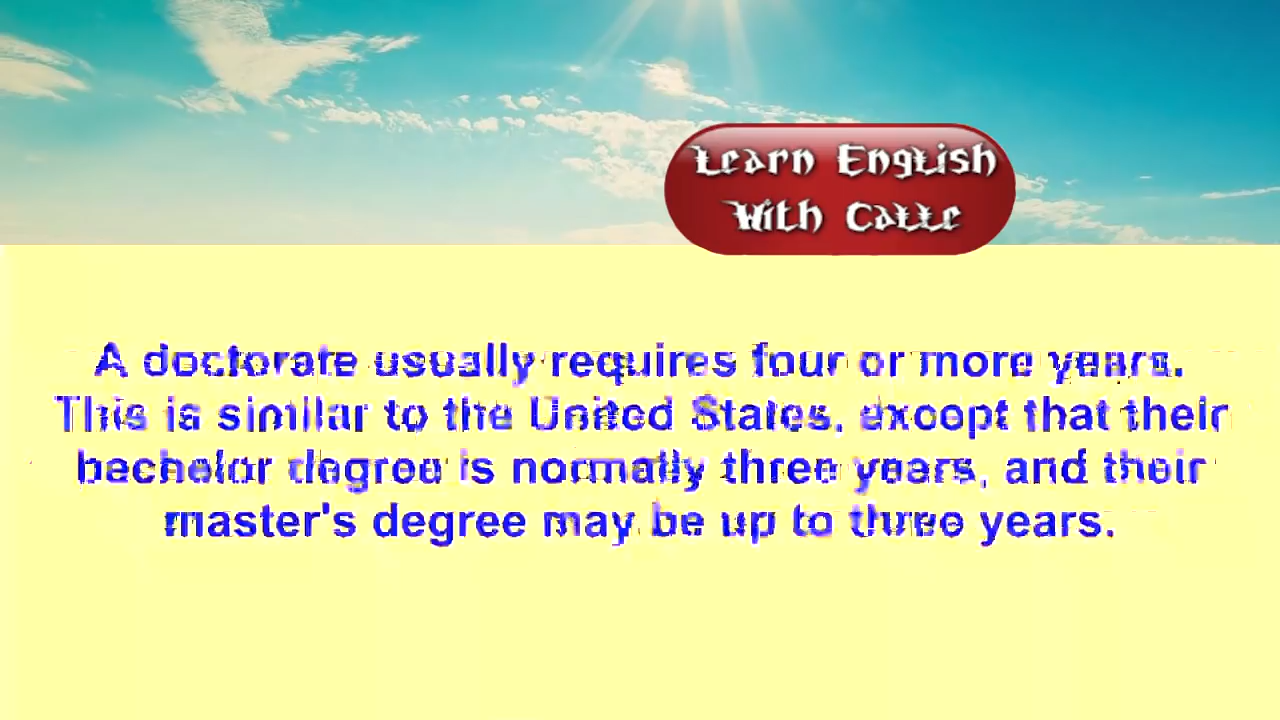 Learn English
With Catte
A doctorate usually requires four or more years.
This is similar to the United States, except that their
bachelor degree is normally three years, and their
master's degree may be up to three years.